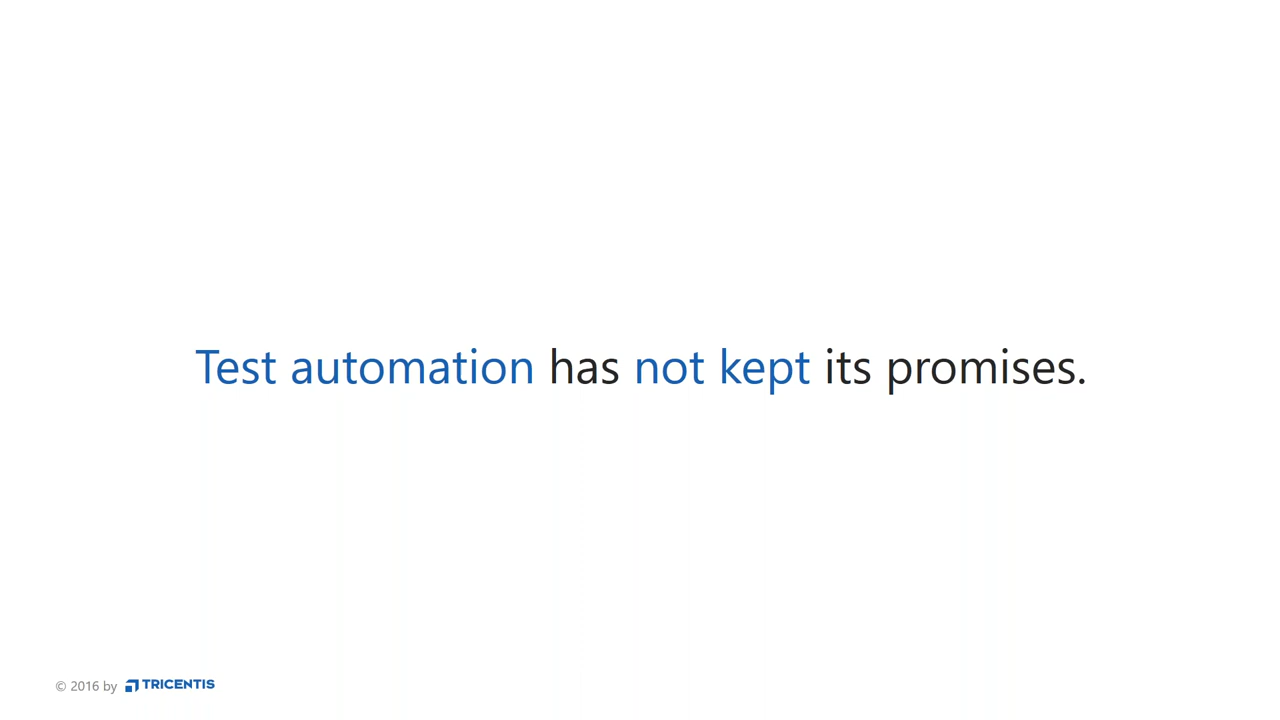 Test automation has not kept its promises.
© 2016 by TRICENTIS